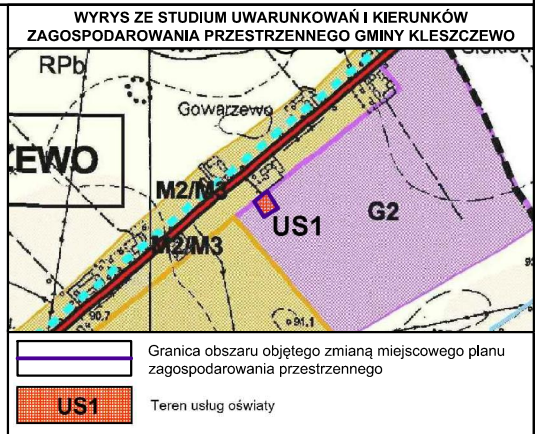 WYRYS ZE STUDIUM UWARUNKOWAŃ I KIERUNKÓW
ZAGOSPODAROWANIA PRZESTRZENNEGO GMINY KLESZCZEWO
RPb
Gowarzewo
ZEWO
M2/M3
US1
G2
M2/M3
90,7
91,1
Granica obszaru objętego zmianą miejscowego planu
zagospodarowania przestrzennego
US1
Teren usług oświaty